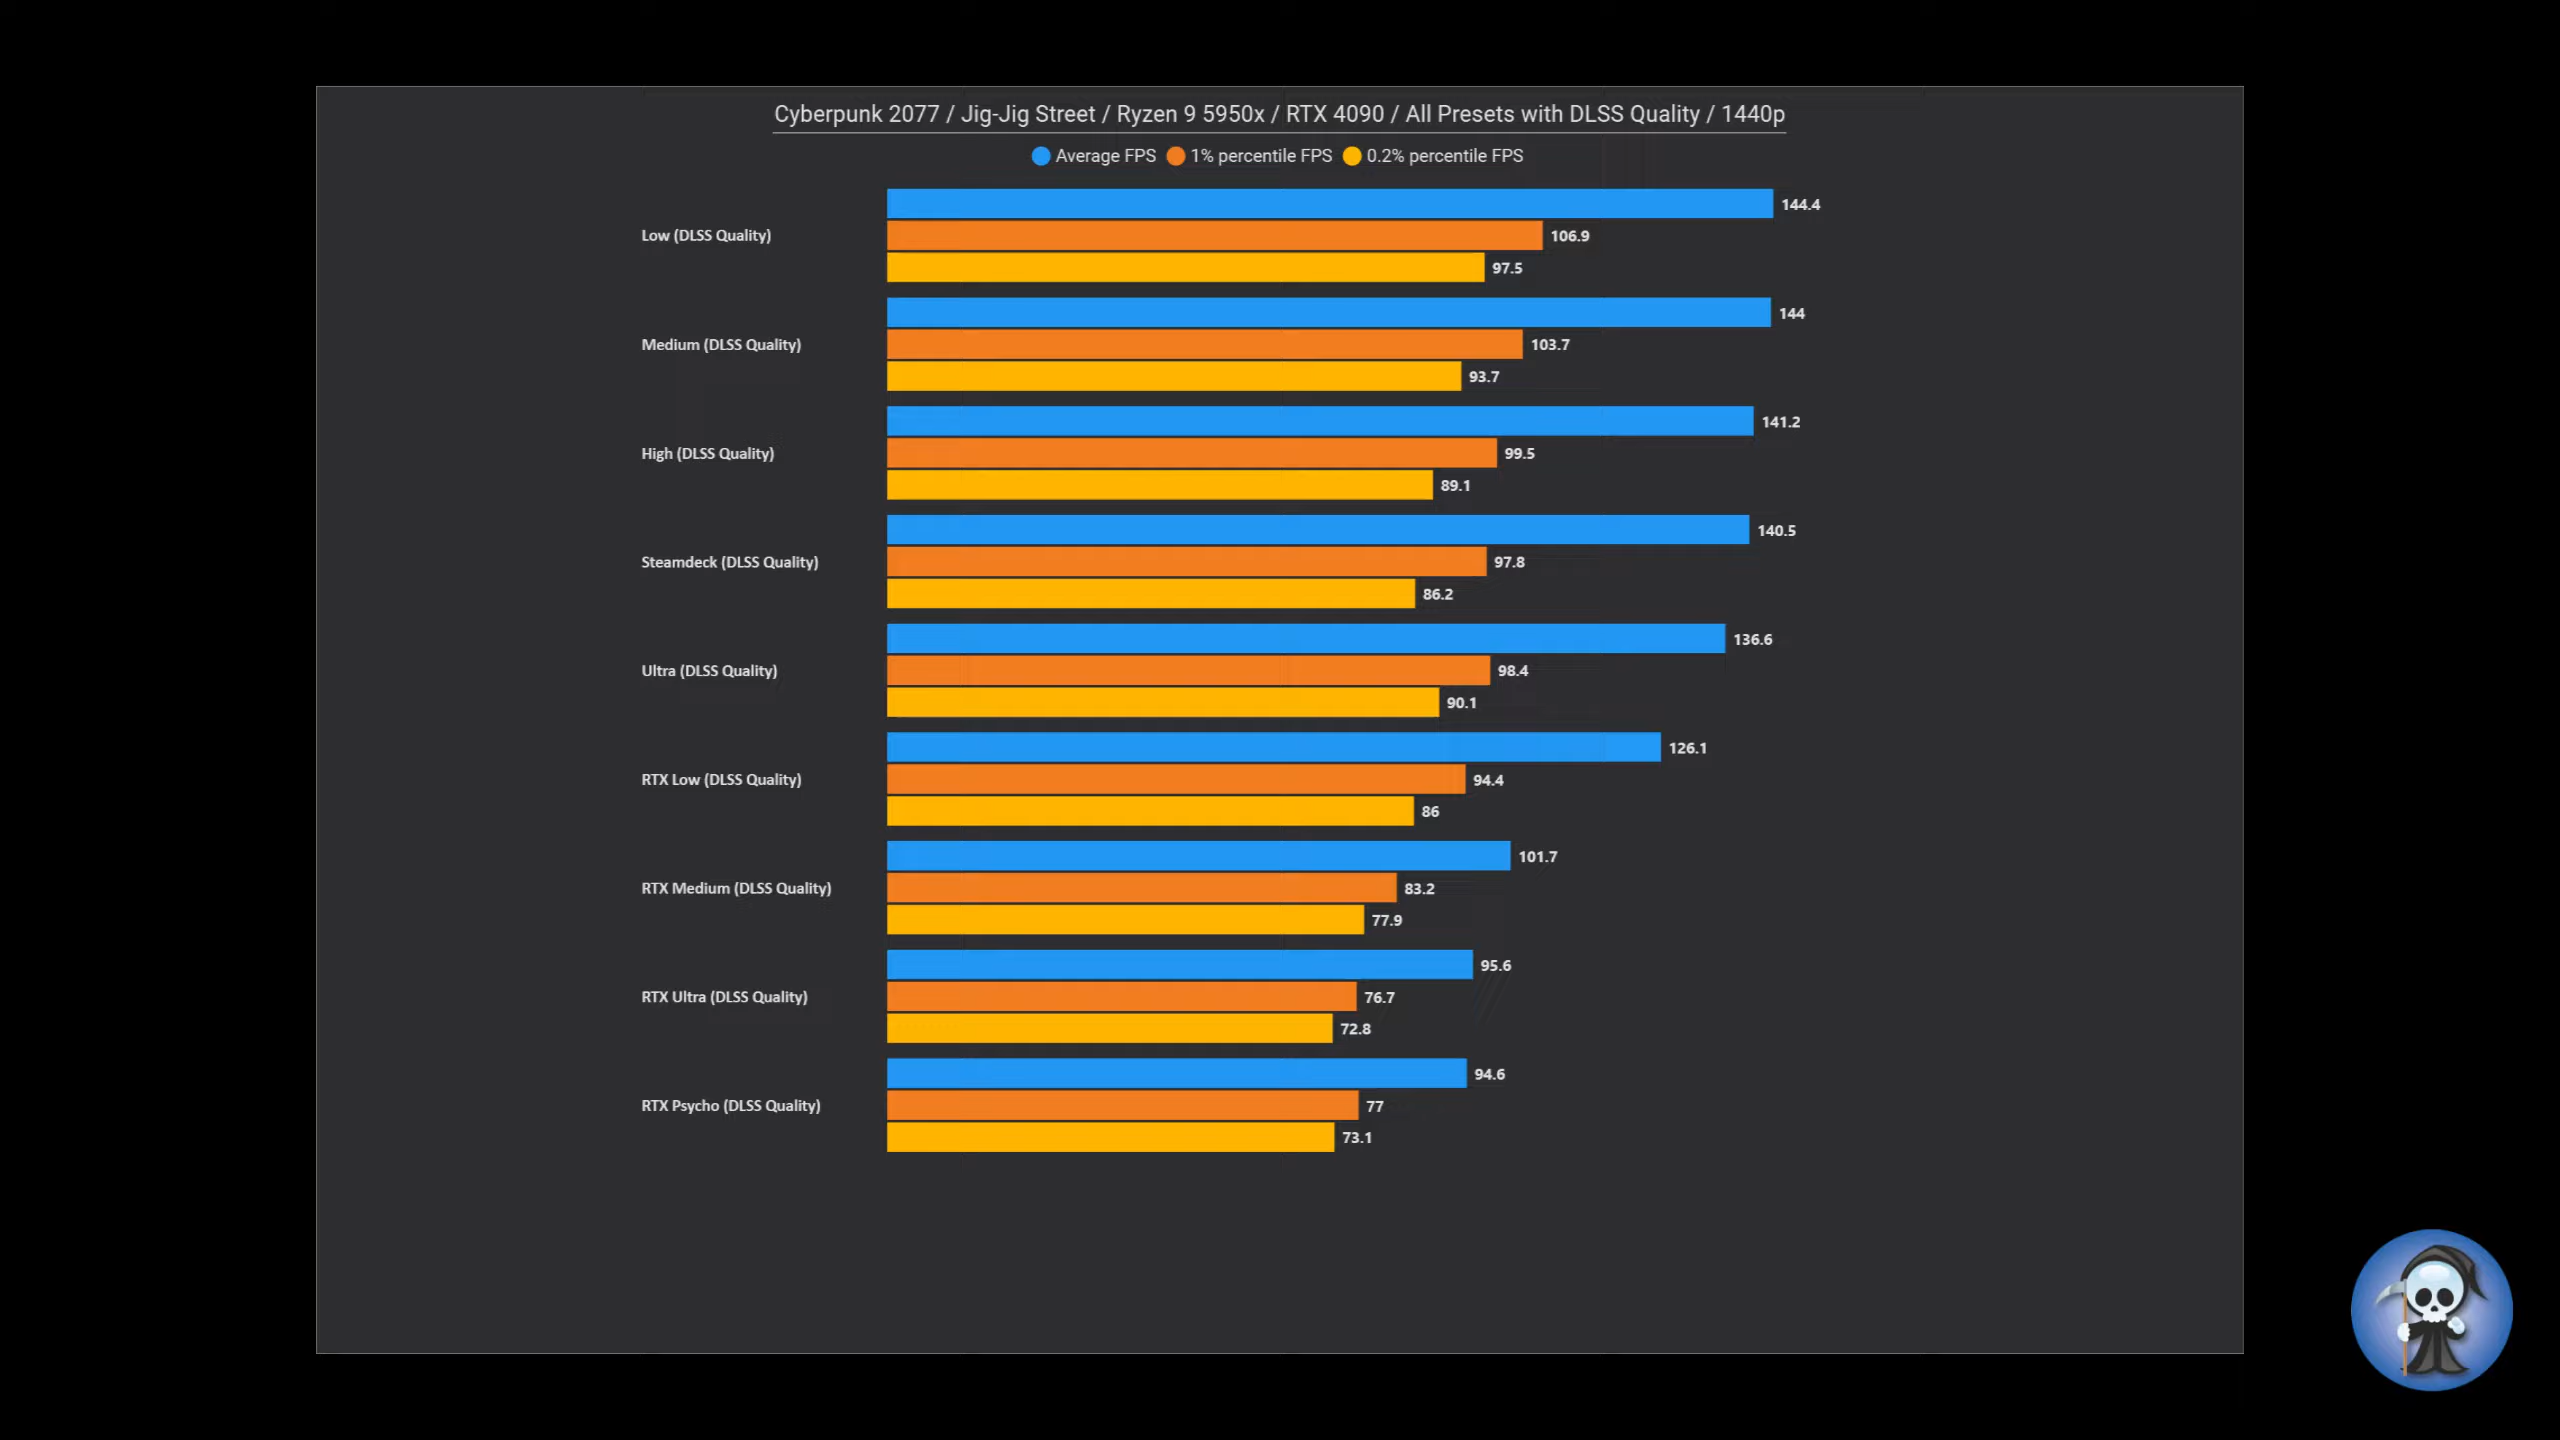 Cyberpunk 2077 / Jig-Jig Street / Ryzen 9 5950x / RTX 4090 / All Presets with DLSS Quality / 1440p
Average FPS 1% percentile FPS 0.2% percentile FPS
144.4
Low (DLSS Quality) 106.9
97.5
144
Medium (DLSS Quality) 103.7
93.7
141.2
High (DLSS Quality) 99.5
89.1
140.5
Steamdeck (DLSS Quality) 97.8
86.2
136.6
Ultra (DLSS Quality) 98.4
90.1
126.1
RTX Low (DLSS Quality) 94.4
86
101.7
RTX Medium (DLSS Quality) 83.2
77.9
95.6
RTX Ultra (DLSS Quality) 76.7
72.8
94.6
RTX Psycho (DLSS Quality) 77
73.1